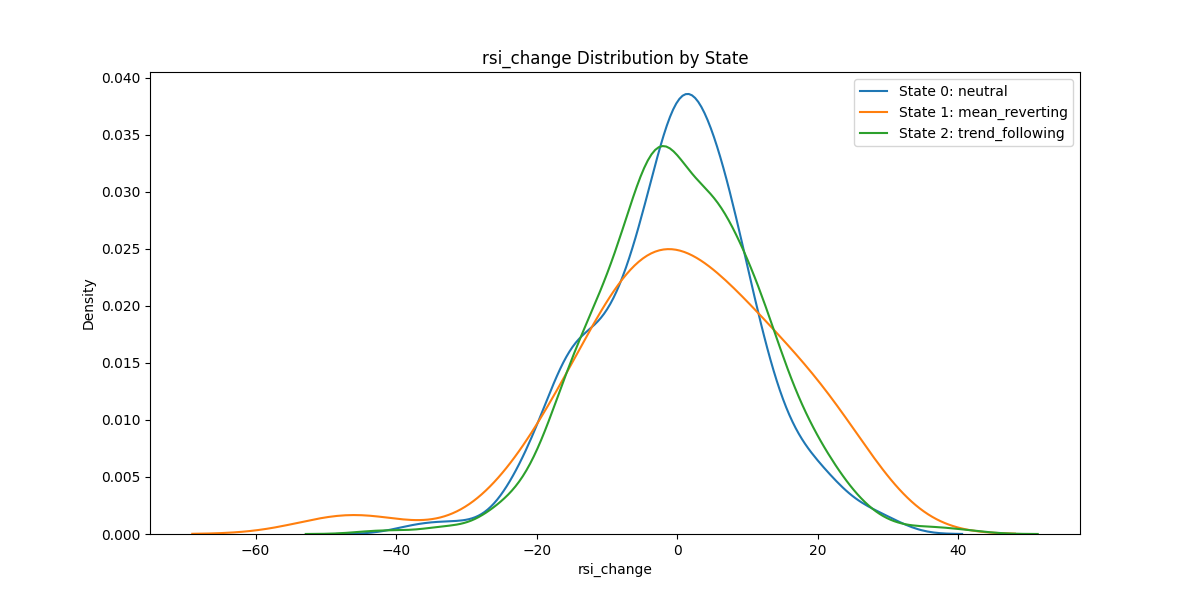 rsi_change Distribution by State
State 0: neutral
State 1: mean_reverting
State 2: trend_following
Density
0.040
0.035
0.030
0.025
0.020
0.015
0.010
0.005
0.000
−60 −40 −20 0 20 40
rsi_change